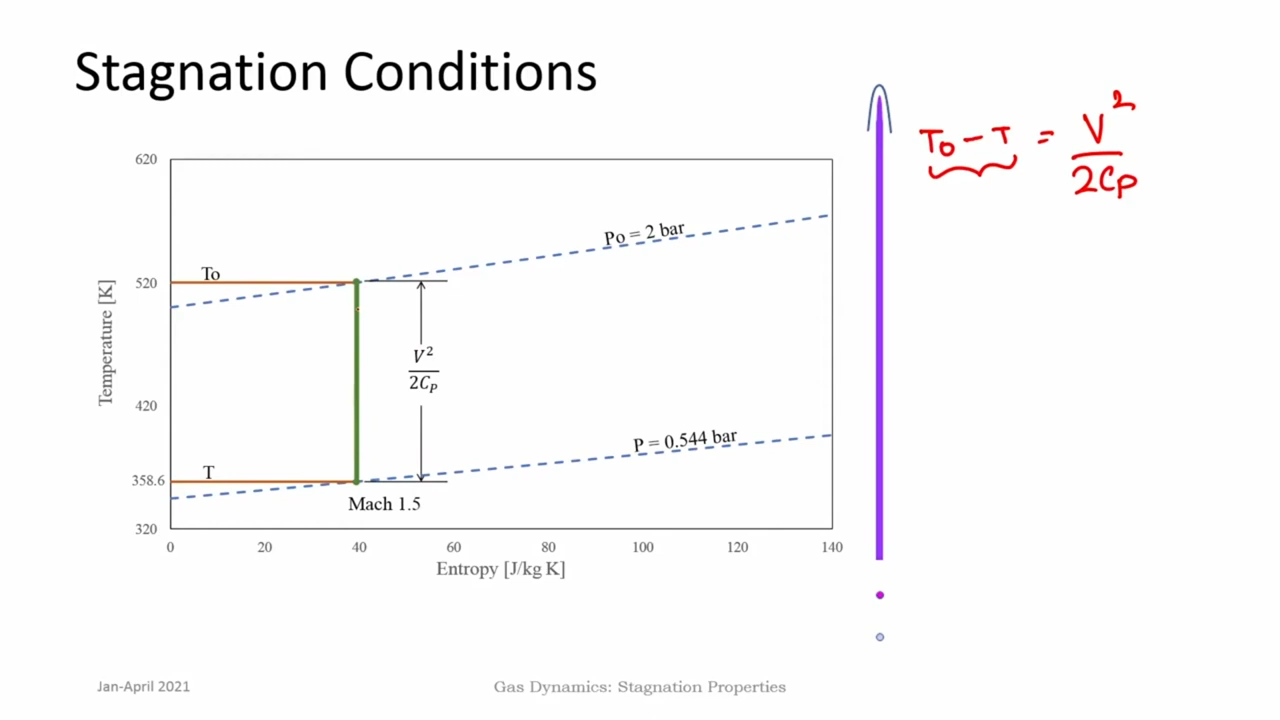 Stagnation Conditions
T₀ - T = V²/2Cp
620
Po = 2 bar
To
520
Temperature [K]
V²/2C_P
420
P = 0.544 bar
T
358.6
Mach 1.5
320
0 20 40 60 80 100 120 140
Entropy [J/kg K]
Jan-April 2021
Gas Dynamics: Stagnation Properties